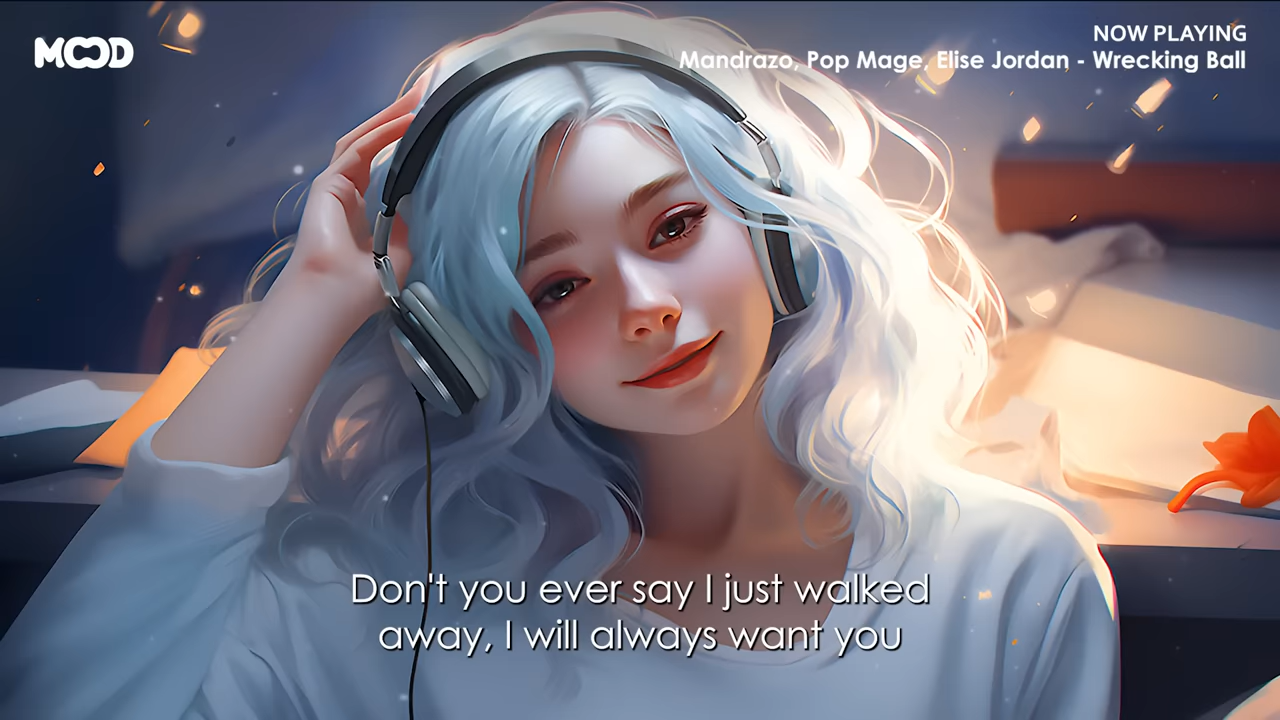 MOOD
NOW PLAYING
Mandrazo, Pop Mage, Elise Jordan - Wrecking Ball
Don't you ever say I just walked
away, I will always want you